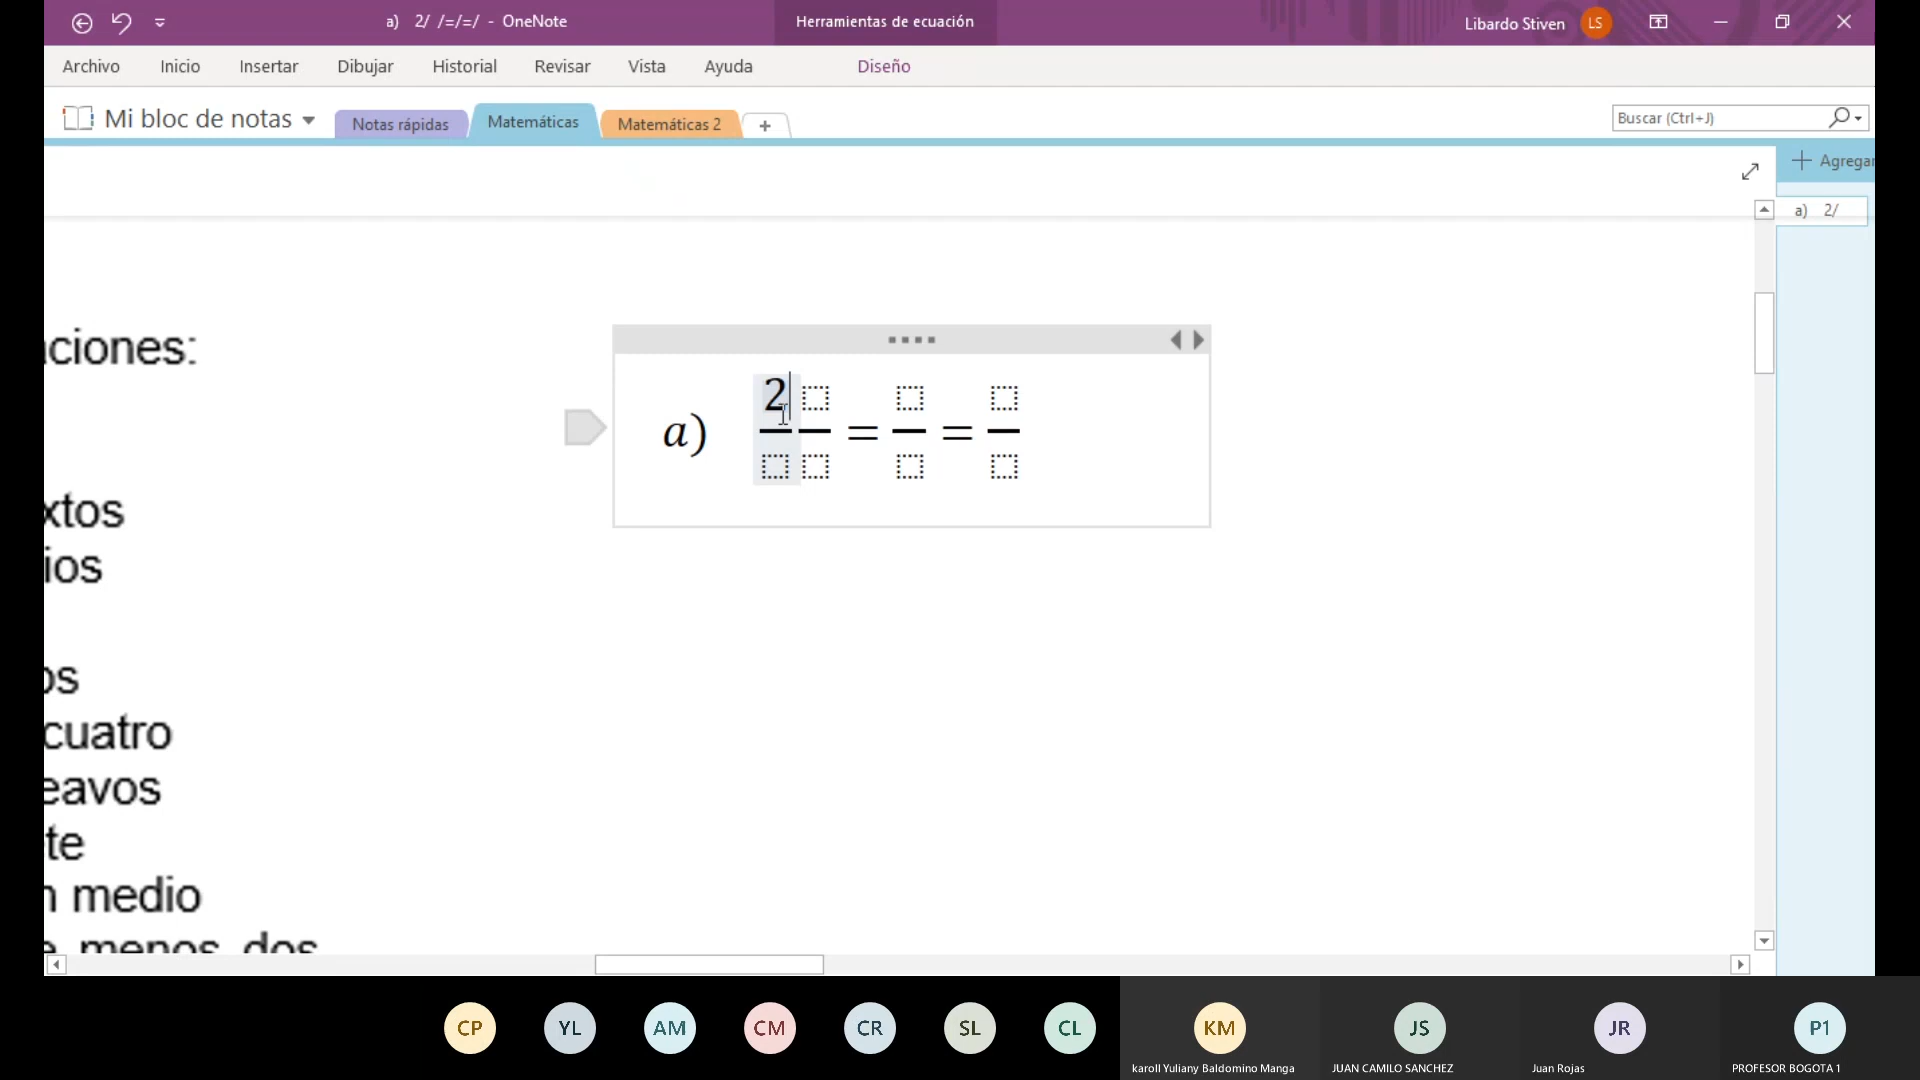 a) 2/ /=/=/ - OneNote
Herramientas de ecuación
Libardo Stiven
LS
Archivo Inicio Insertar Dibujar Historial Revisar Vista Ayuda Diseño
Mi bloc de notas
Notas rápidas
Matemáticas
Matemáticas 2
+
Buscar (Ctrl+J)
Agregar
a) 2/
ciones:
a) 2 = =
xtos
ios
os
cuatro
eavos
te
n medio
e menos dos
CP YL AM CM CR SL CL KM JS JR P1
karoll Yuliany Baldomino Manga
JUAN CAMILO SANCHEZ
Juan Rojas
PROFESOR BOGOTA 1